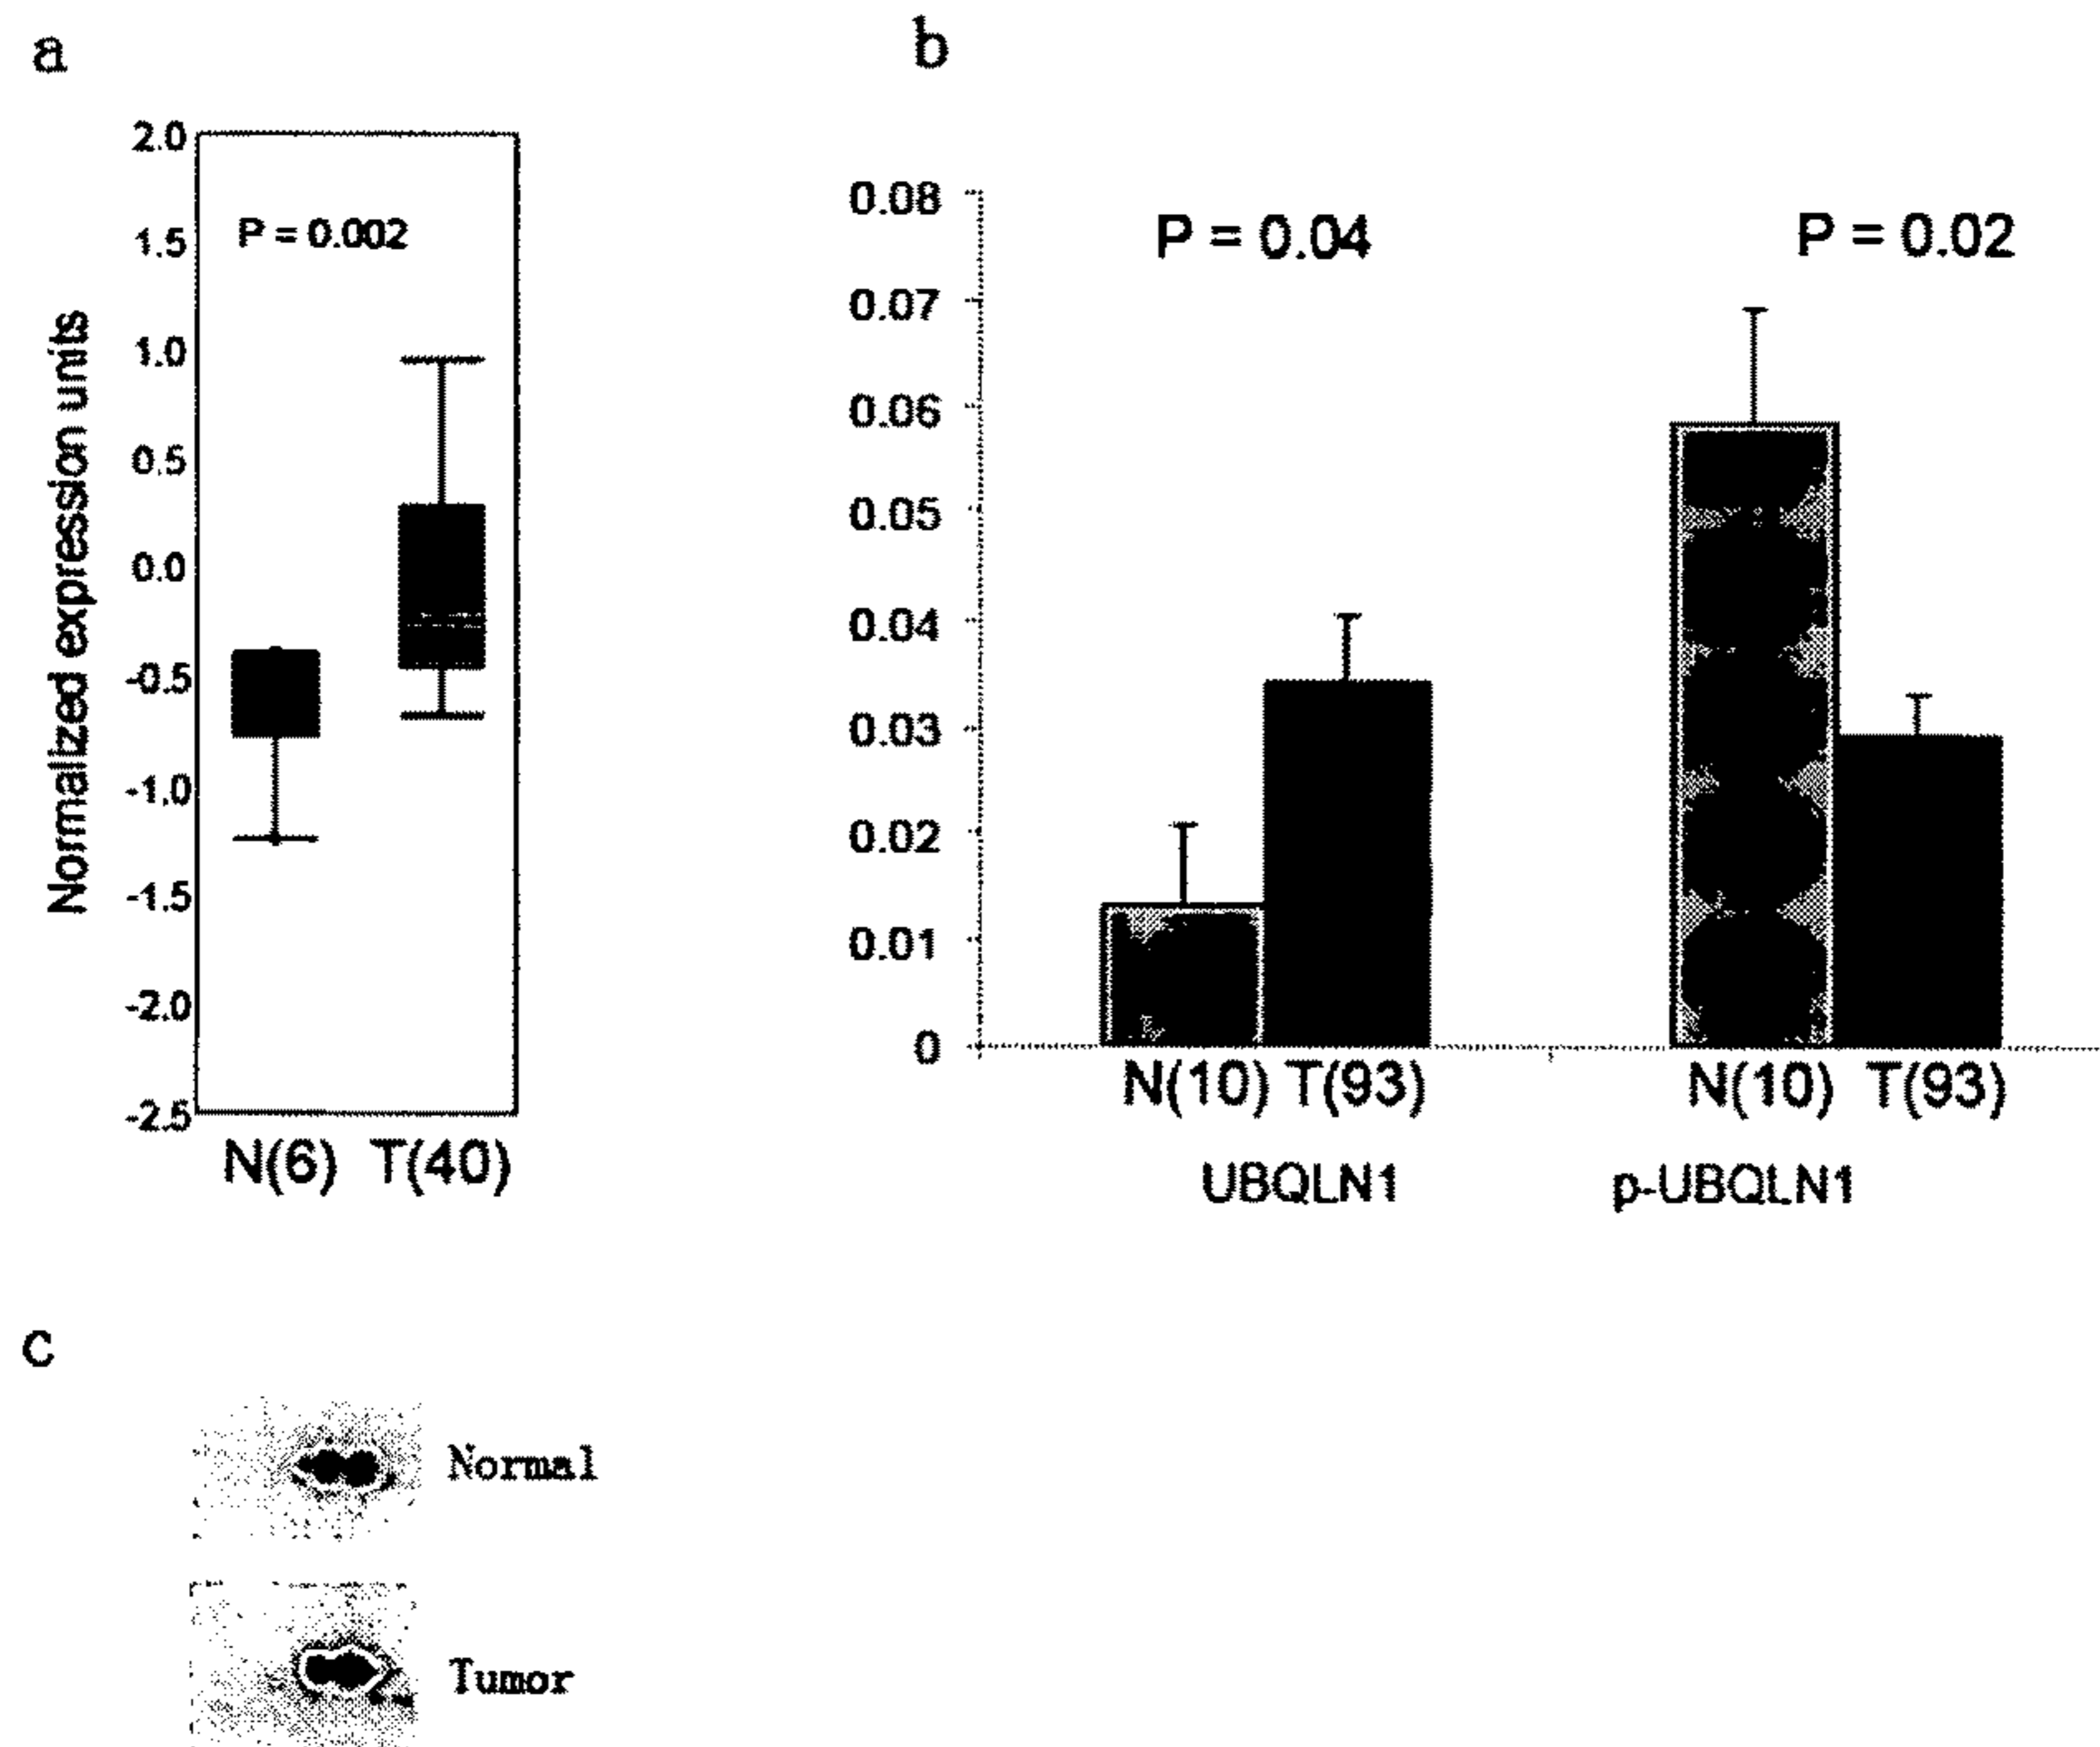 a
2.0
1.5
1.0
0.5
0.0
-0.5
-1.0
-1.5
-2.0
-2.5
Normalized expression units
P = 0.002
N(6) T(40)
b
0.08
0.07
0.06
0.05
0.04
0.03
0.02
0.01
0
P = 0.04
P = 0.02
N(10) T(93)
N(10) T(93)
UBQLN1
p-UBQLN1
c
Normal
Tumor